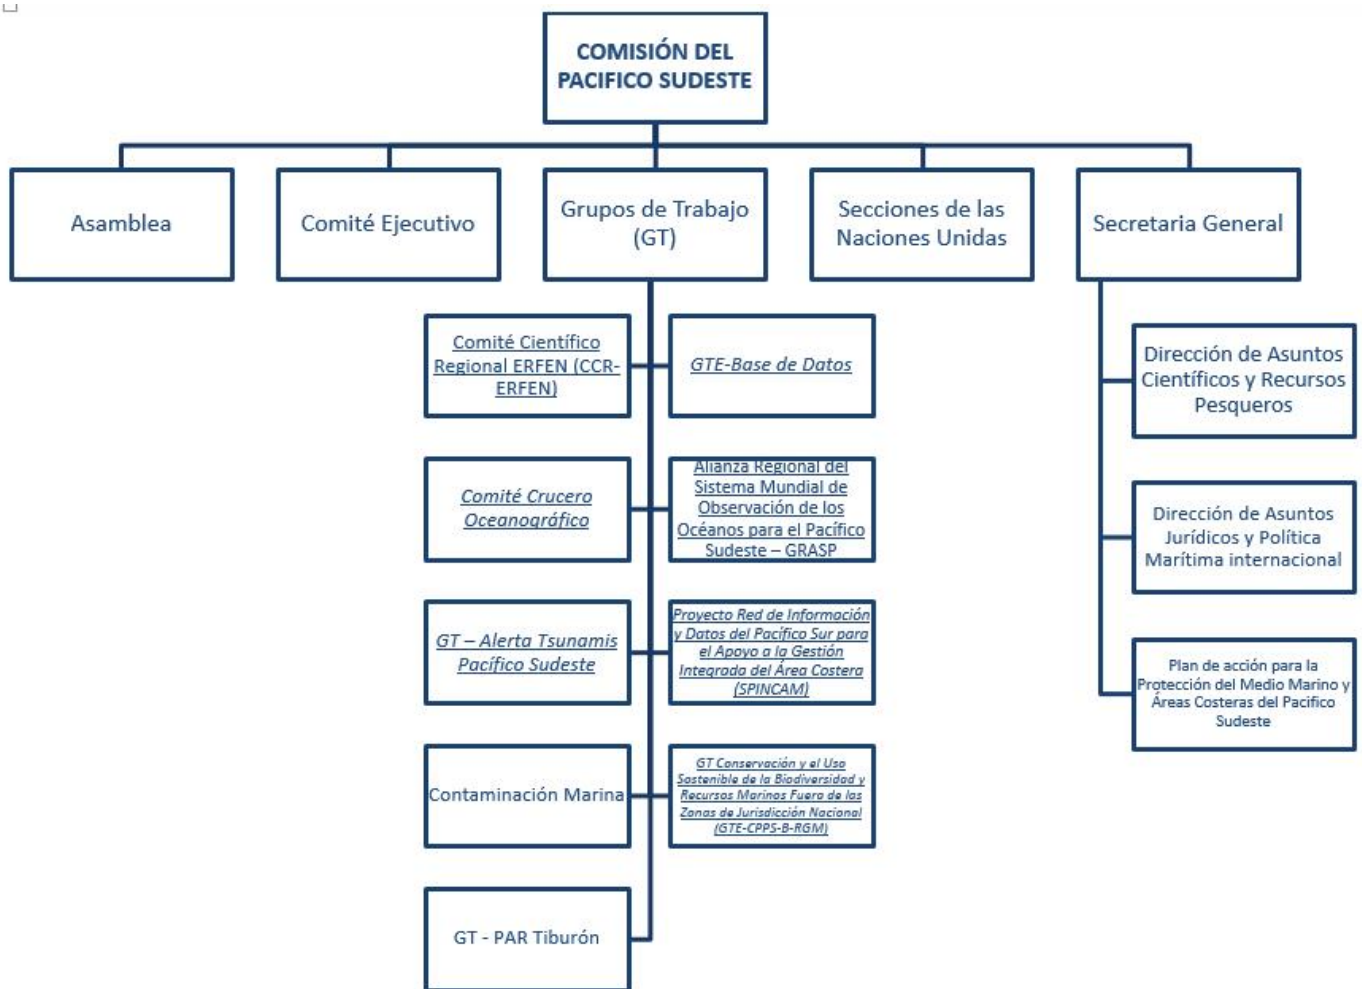 COMISIÓN DEL
PACIFICO SUDESTE
Asamblea
Comité Ejecutivo
Grupos de Trabajo
(GT)
Secciones de las
Naciones Unidas
Secretaria General
Comité Científico
Regional ERFEN (CCR-
ERFEN)
GTE-Base de Datos
Comité Crucero
Oceanográfico
Alianza Regional del
Sistema Mundial de
Observación de los
Océanos para el Pacífico
Sudeste – GRASP
GT – Alerta Tsunamis
Pacífico Sudeste
Proyecto Red de Información
y Datos del Pacífico Sur para
el Apoyo a la Gestión
Integrada del Área Costera
(SPINCAM)
Contaminación Marina
GT Conservación y el Uso
Sostenible de la Biodiversidad y
Recursos Marinos Fuera de las
Zonas de Jurisdicción Nacional
(GTE-CPPS-B-RGM)
GT - PAR Tiburón
Dirección de Asuntos
Científicos y Recursos
Pesqueros
Dirección de Asuntos
Jurídicos y Política
Marítima internacional
Plan de acción para la
Protección del Medio Marino y
Áreas Costeras del Pacifico
Sudeste